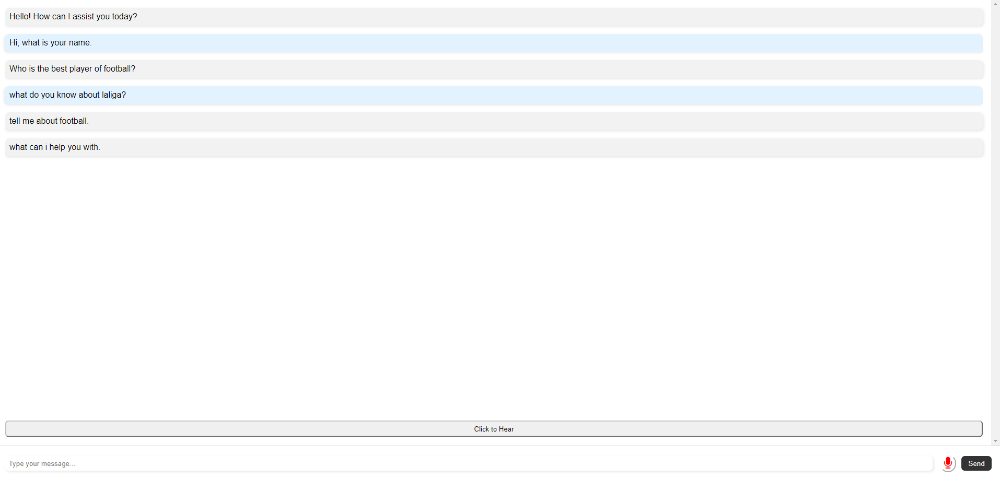 Hello! How can I assist you today?
Hi, what is your name.
Who is the best player of football?
what do you know about laliga?
tell me about football.
what can i help you with.
Click to Hear
Type your message...
Send